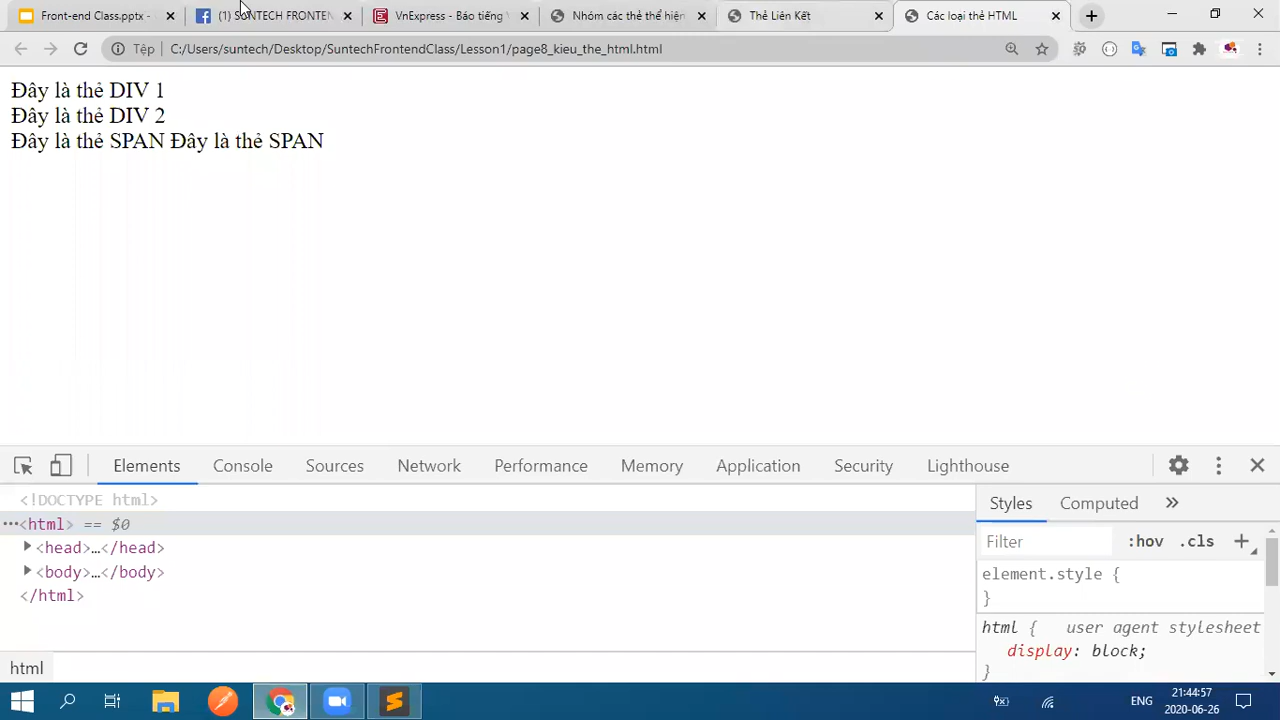 Front-end Class.pptx -
(1) SUNTECH FRONTEN
VnExpress - Báo tiếng V
Nhóm các thẻ thể hiện
Thẻ Liên Kết
Các loại thẻ HTML
Tệp
C:/Users/suntech/Desktop/SuntechFrontendClass/Lesson1/page8_kieu_the_html.html
Đây là thẻ DIV 1
Đây là thẻ DIV 2
Đây là thẻ SPAN Đây là thẻ SPAN
Elements Console Sources Network Performance Memory Application Security Lighthouse
<!DOCTYPE html>
<html> == $0
<head>…</head>
<body>…</body>
</html>
html
Styles Computed
Filter :hov .cls
element.style {
}
html { user agent stylesheet
display: block;
}
ENG
21:44:57
2020-06-26